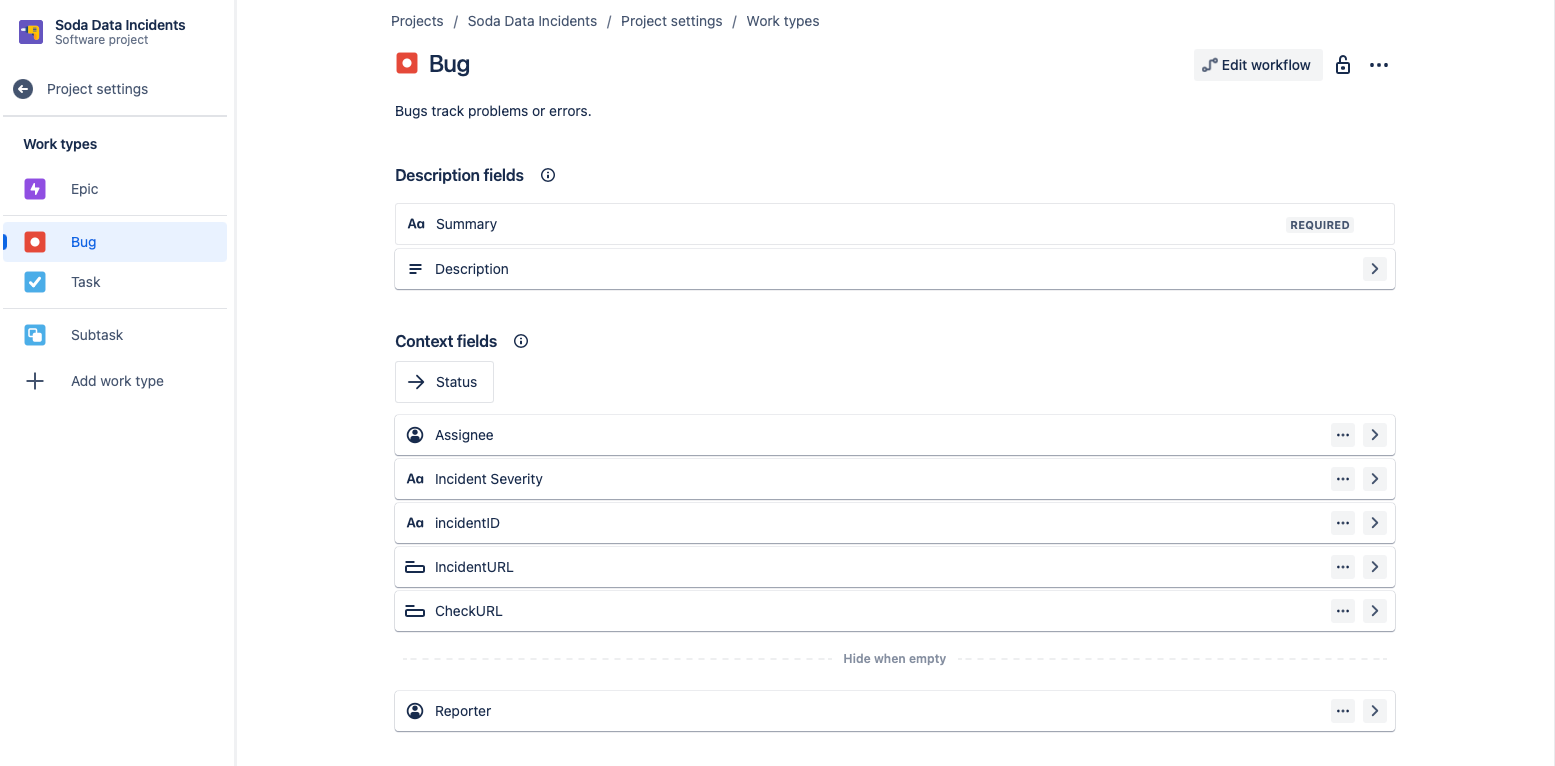 Soda Data Incidents
Software project
Project settings
Work types
Epic
Bug
Task
Subtask
Add work type
Projects / Soda Data Incidents / Project settings / Work types
Bug
Edit workflow
Bugs track problems or errors.
Description fields
Aa Summary REQUIRED
Description
Context fields
Status
Assignee
Aa Incident Severity
Aa incidentID
IncidentURL
CheckURL
Hide when empty
Reporter